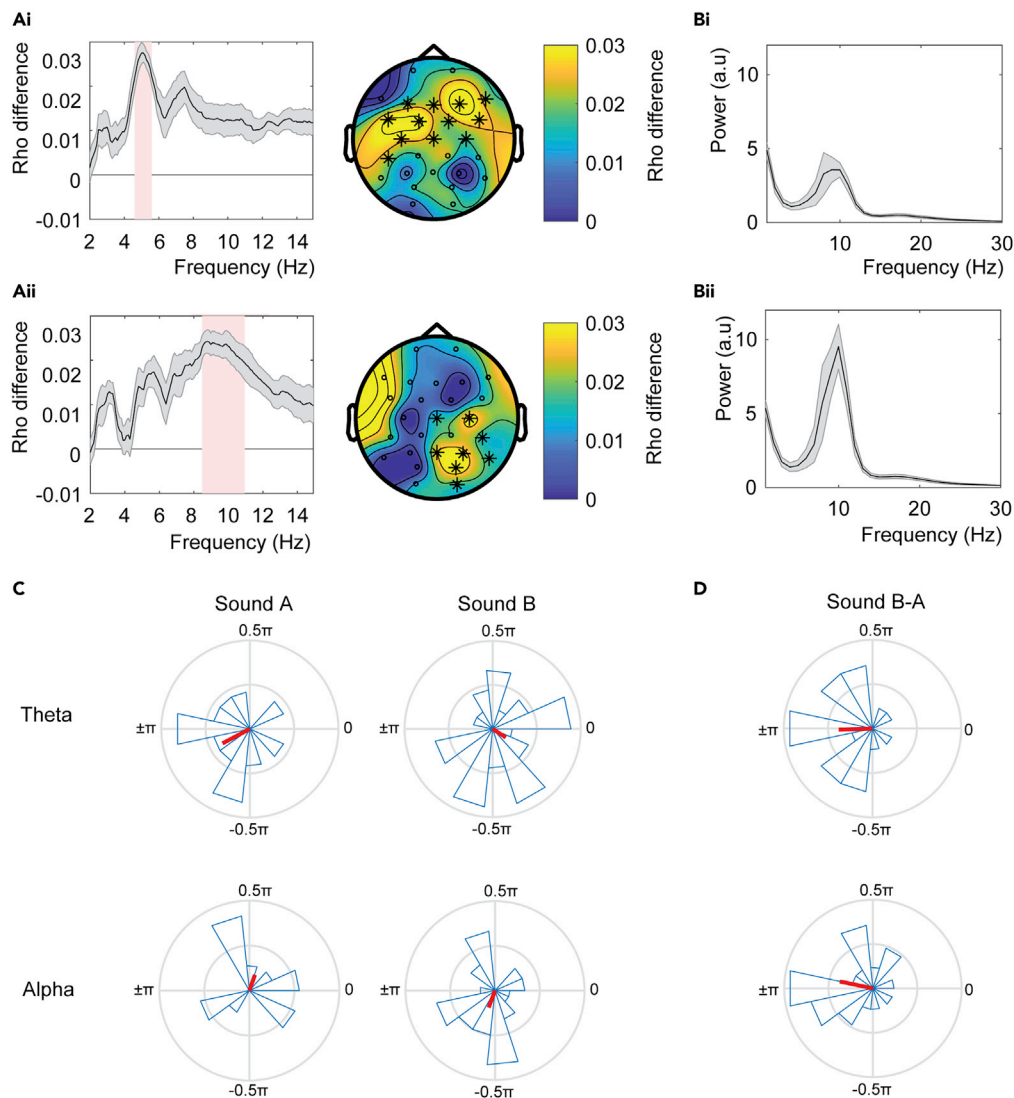 Ai
Rho difference
0.03
0.02
0.01
0
-0.01
2 4 6 8 10 12 14
Frequency (Hz)
0.03
0.02
0.01
0
Rho difference
Bi
Power (a.u)
10
5
0
10 20 30
Frequency (Hz)
Aii
Rho difference
0.03
0.02
0.01
0
-0.01
2 4 6 8 10 12 14
Frequency (Hz)
0.03
0.02
0.01
0
Rho difference
Bii
Power (a.u)
10
5
0
10 20 30
Frequency (Hz)
C
Sound A
Sound B
Theta
0.5π
±π
0
-0.5π
0.5π
±π
0
-0.5π
Alpha
0.5π
±π
0
-0.5π
0.5π
±π
0
-0.5π
D
Sound B-A
0.5π
±π
0
-0.5π
0.5π
±π
0
-0.5π